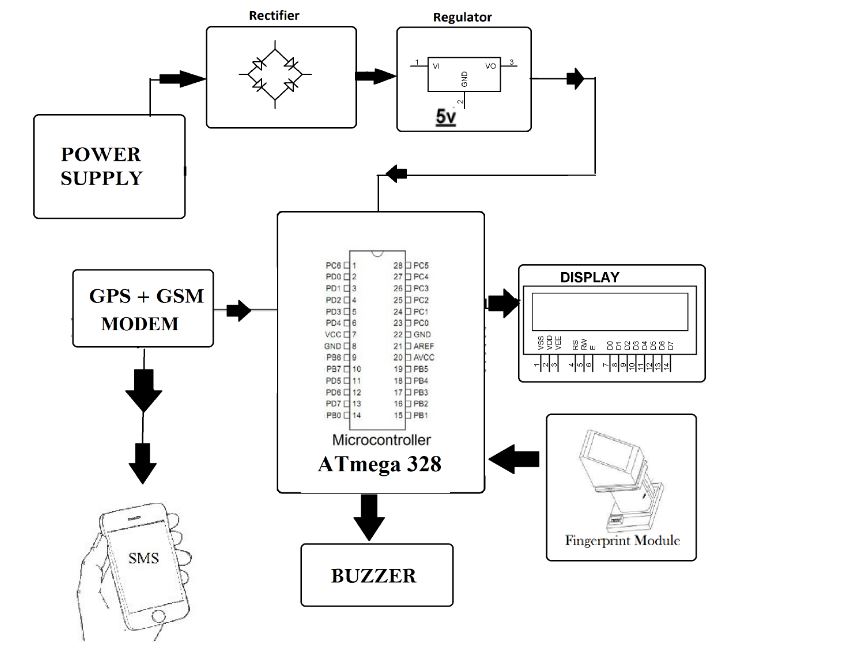 Rectifier
Regulator
1 VI VO 3
GND
2
5v
POWER
SUPPLY
GPS + GSM
MODEM
PC6 1 28 PC5
PD0 2 27 PC4
PD1 3 26 PC3
PD2 4 25 PC2
PD3 5 24 PC1
PD4 6 23 PC0
VCC 7 22 GND
GND 8 21 AREF
PB6 9 20 AVCC
PB7 10 19 PB5
PD5 11 18 PB4
PD6 12 17 PB3
PD7 13 16 PB2
PB0 14 15 PB1
Microcontroller
ATmega 328
DISPLAY
VSS VDD VEE RS RW E D0 D1 D2 D3 D4 D5 D6 D7
1 2 3 4 5 6 7 8 9 10 11 12 13 14
Fingerprint Module
SMS
BUZZER